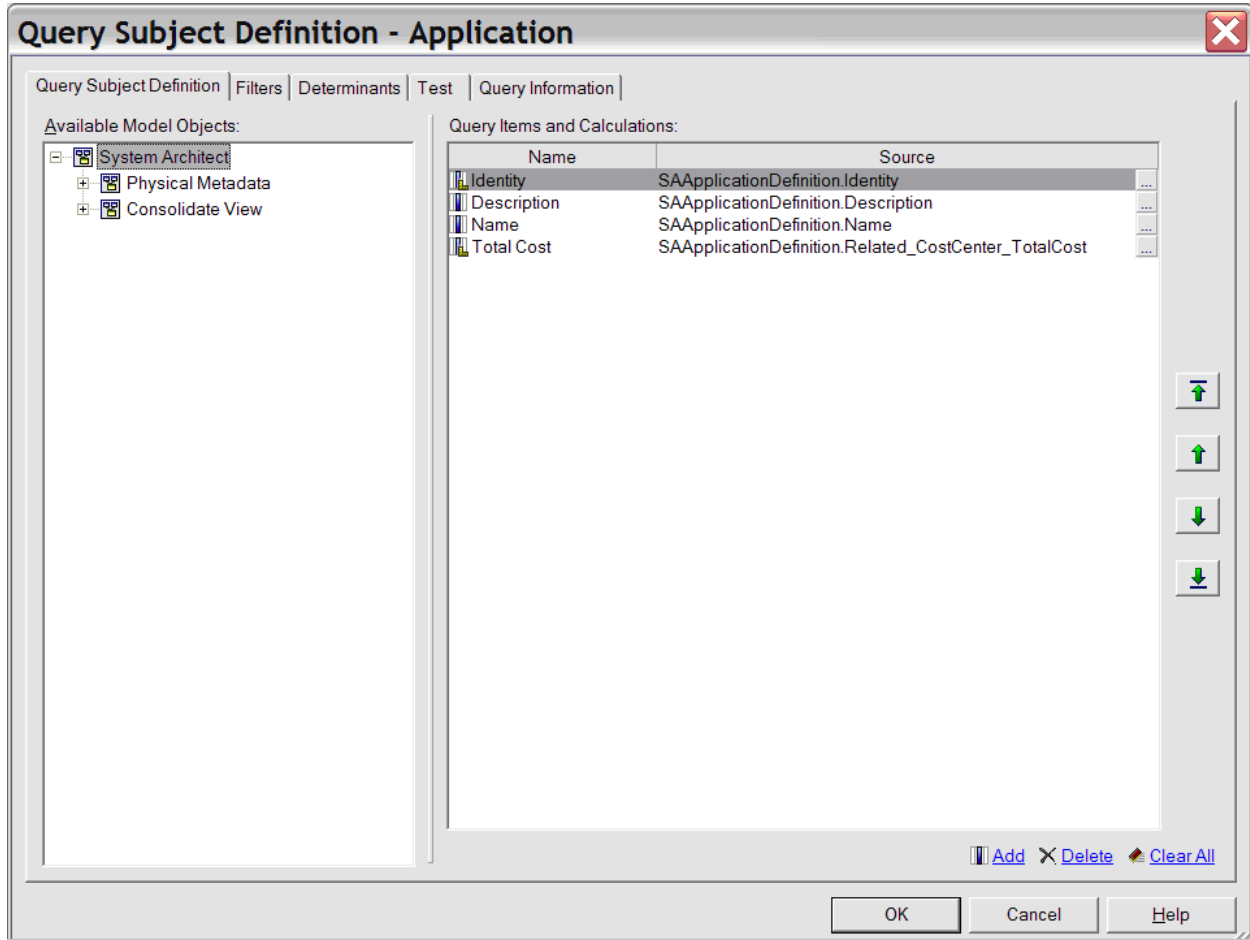 Query Subject Definition - Application
Query Subject Definition Filters Determinants Test Query Information
Available Model Objects:
System Architect
Physical Metadata
Consolidate View
Query Items and Calculations:
Name Source
Identity SAApplicationDefinition.Identity ...
Description SAApplicationDefinition.Description ...
Name SAApplicationDefinition.Name ...
Total Cost SAApplicationDefinition.Related_CostCenter_TotalCost ...
Add Delete Clear All
OK Cancel Help